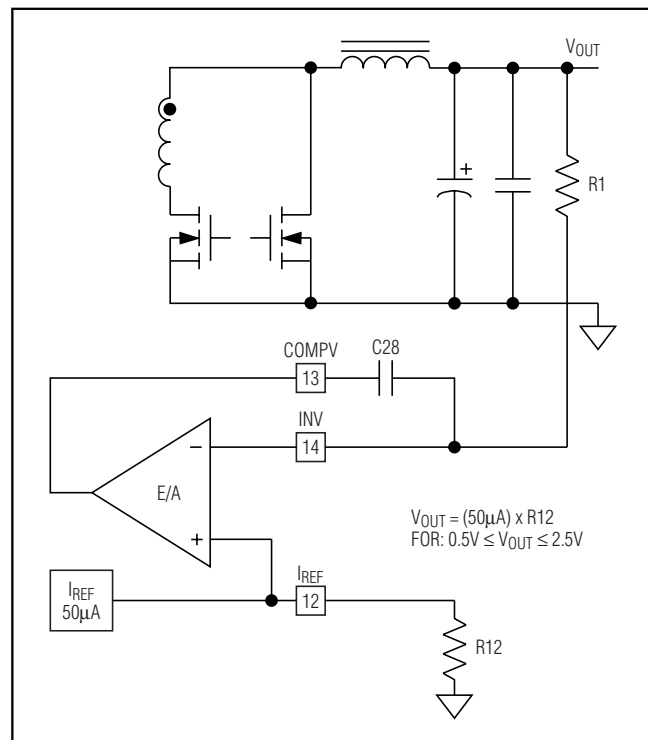 VOUT
+
R1
COMPV
C28
13
INV
14
−
E/A
+
VOUT = (50µA) x R12
FOR: 0.5V ≤ VOUT ≤ 2.5V
IREF
50µA
IREF
12
R12